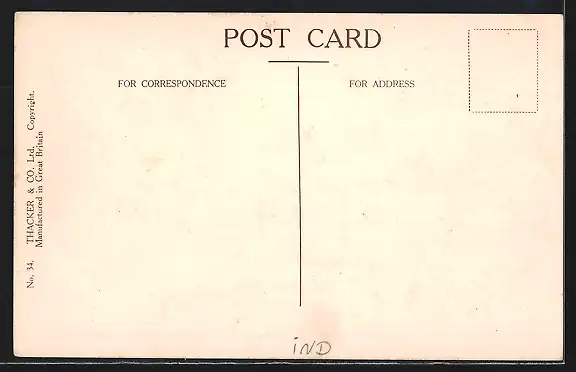 POST CARD
FOR CORRESPONDENCE
FOR ADDRESS
No. 34. THACKER & CO. Ltd. Copyright.
Manufactured in Great Britain
IND